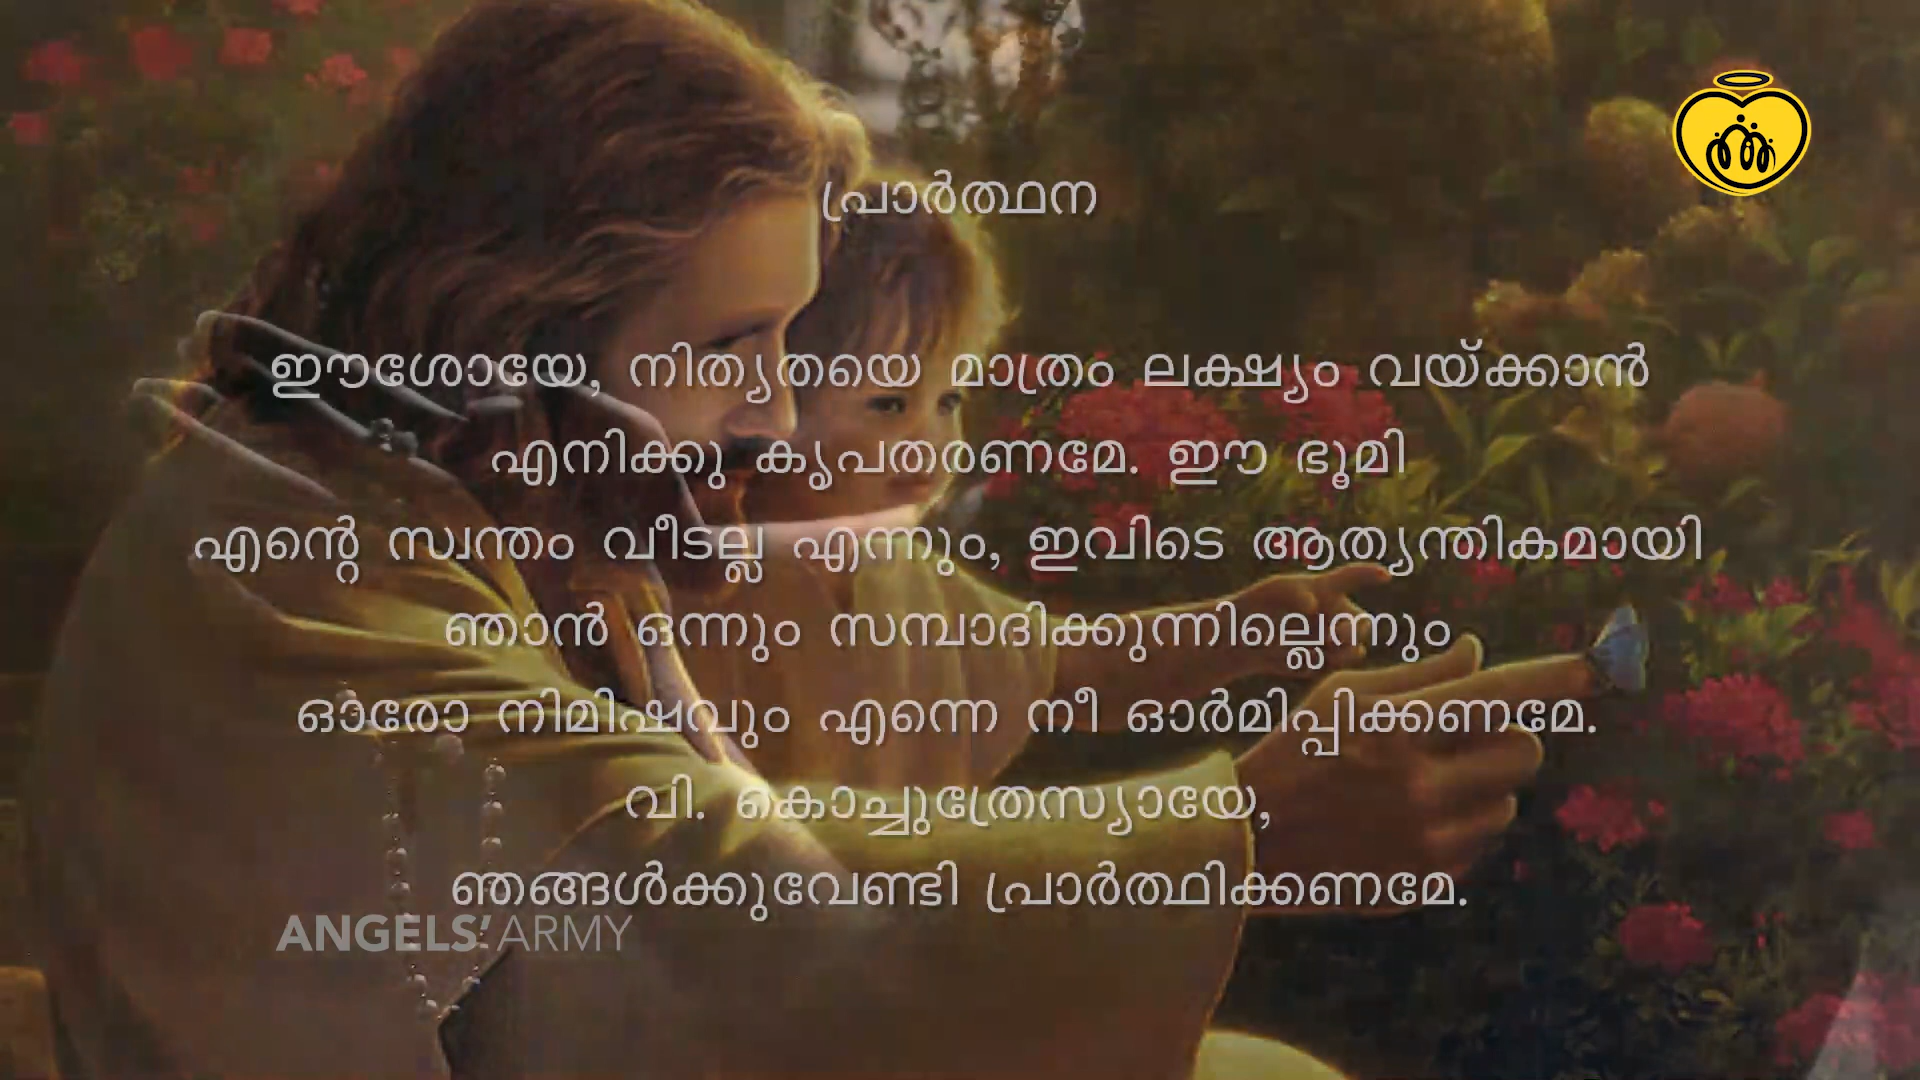 പ്രാർത്ഥന
ഈശോയേ, നിത്യതയെ മാത്രം ലക്ഷ്യം വയ്ക്കാൻ
എനിക്കു കൃപതരണമേ. ഈ ഭൂമി
എന്റെ സ്വന്തം വീടല്ല എന്നും, ഇവിടെ ആത്യന്തികമായി
ഞാൻ ഒന്നും സമ്പാദിക്കുന്നില്ലെന്നും
ഓരോ നിമിഷവും എന്നെ നീ ഓർമിപ്പിക്കണമേ.
വി. കൊച്ചുത്രേസ്യായേ,
ഞങ്ങൾക്കുവേണ്ടി പ്രാർത്ഥിക്കണമേ.
ANGELS' ARMY